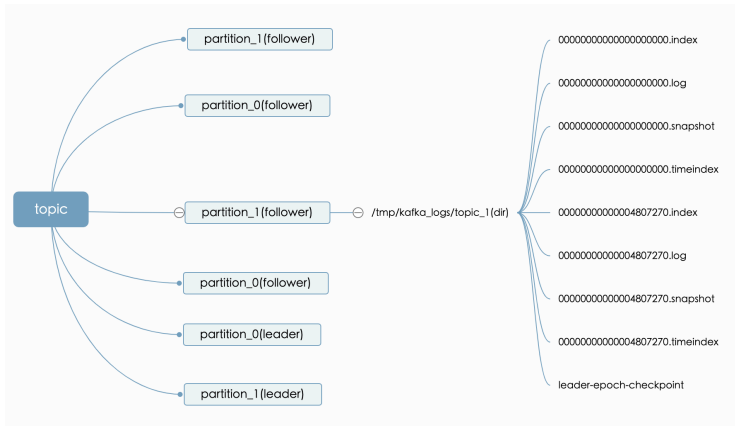 topic
partition_1(follower)
partition_0(follower)
partition_1(follower)
partition_0(follower)
partition_0(leader)
partition_1(leader)
/tmp/kafka_logs/topic_1(dir)
00000000000000000000.index
00000000000000000000.log
00000000000000000000.snapshot
00000000000000000000.timeindex
00000000000004807270.index
00000000000004807270.log
00000000000004807270.snapshot
00000000000004807270.timeindex
leader-epoch-checkpoint